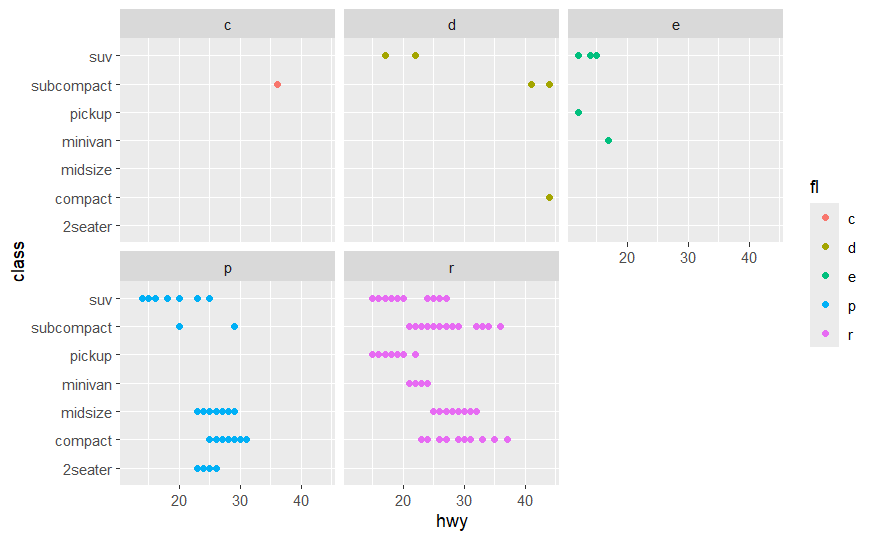 c
d
e
suv
subcompact
pickup
minivan
midsize
compact
2seater
20 30 40
p
r
suv
subcompact
pickup
minivan
midsize
compact
2seater
20 30 40
20 30 40
hwy
class
fl
c
d
e
p
r